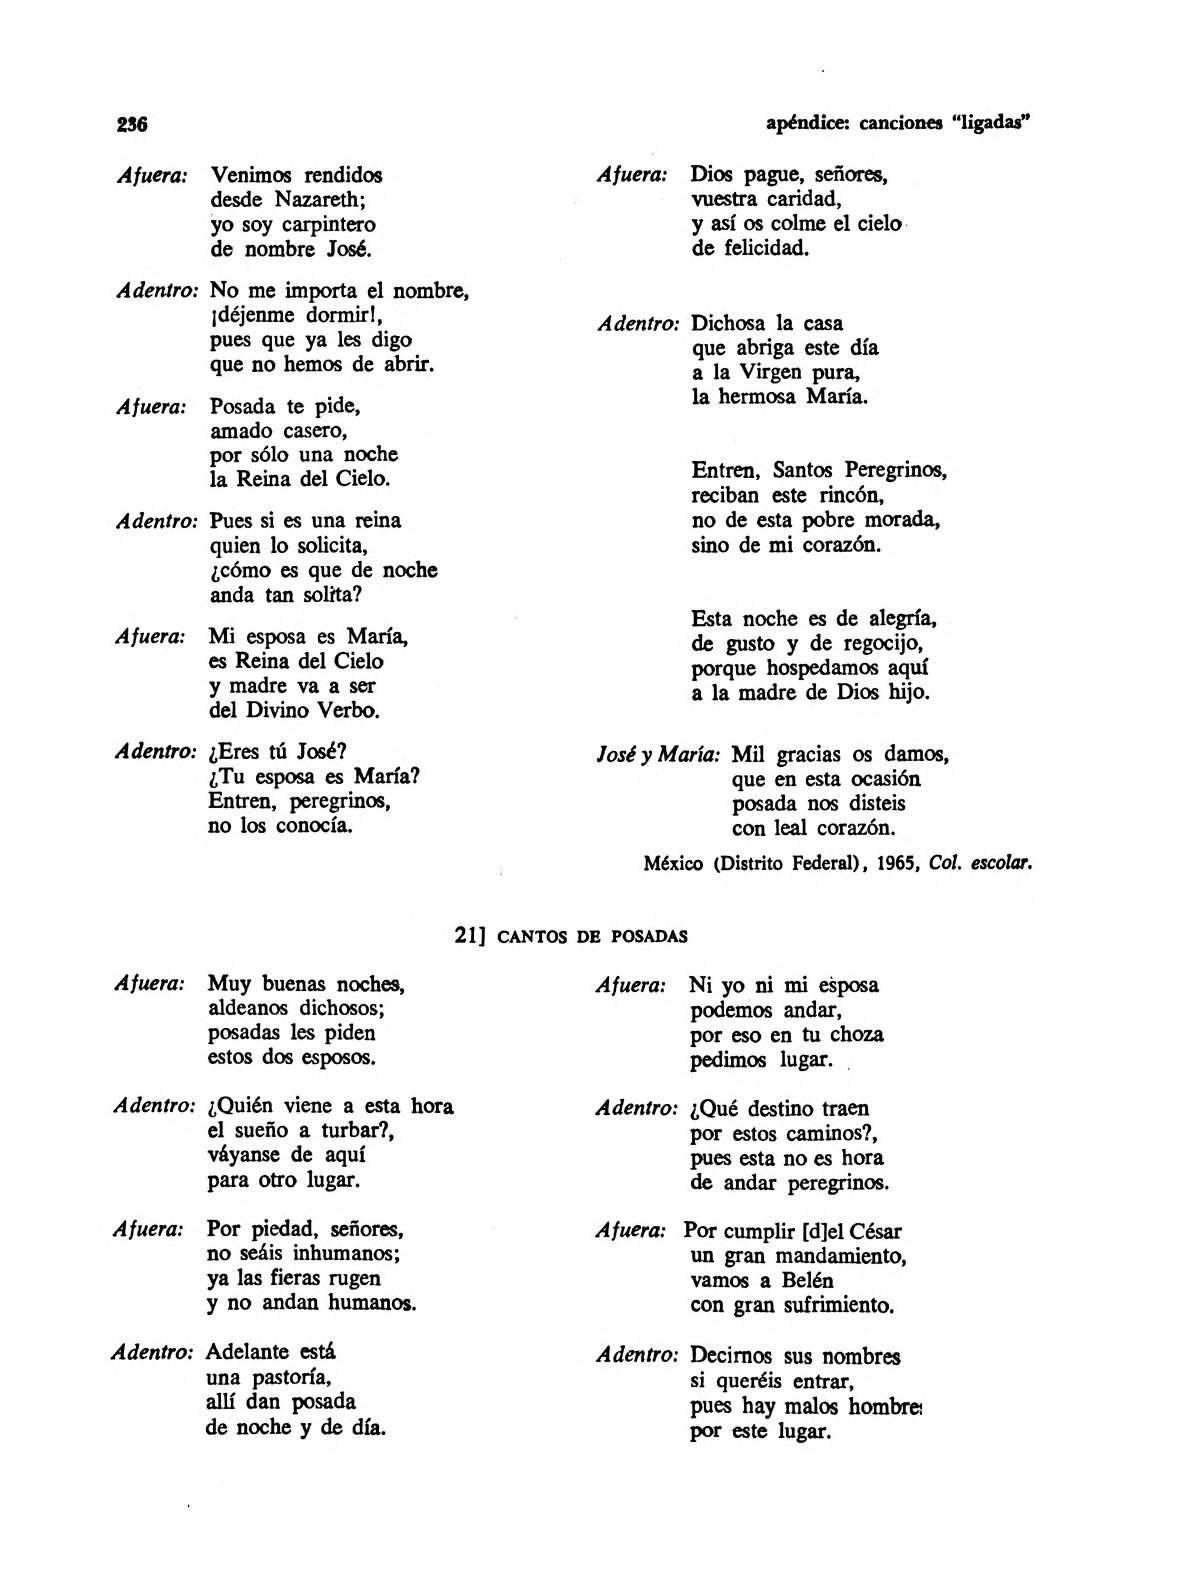 236
apéndice: canciones “ligadas”
Afuera: Venimos rendidos
desde Nazareth;
yo soy carpintero
de nombre José.
Adentro: No me importa el nombre,
¡déjenme dormir!,
pues que ya les digo
que no hemos de abrir.
Afuera: Posada te pide,
amado casero,
por sólo una noche
la Reina del Cielo.
Adentro: Pues si es una reina
quien lo solicita,
¿cómo es que de noche
anda tan solita?
Afuera: Mi esposa es María,
es Reina del Cielo
y madre va a ser
del Divino Verbo.
Adentro: ¿Eres tú José?
¿Tu esposa es María?
Entren, peregrinos,
no los conocía.
Afuera: Dios pague, señores,
vuestra caridad,
y así os colme el cielo
de felicidad.
Adentro: Dichosa la casa
que abriga este día
a la Virgen pura,
la hermosa María.
Entren, Santos Peregrinos,
reciban este rincón,
no de esta pobre morada,
sino de mi corazón.
Esta noche es de alegría,
de gusto y de regocijo,
porque hospedamos aquí
a la madre de Dios hijo.
José y María: Mil gracias os damos,
que en esta ocasión
posada nos disteis
con leal corazón.
México (Distrito Federal), 1965, Col. escolar.
21] CANTOS DE POSADAS
Afuera: Muy buenas noches,
aldeanos dichosos;
posadas les piden
estos dos esposos.
Adentro: ¿Quién viene a esta hora
el sueño a turbar?,
váyanse de aquí
para otro lugar.
Afuera: Por piedad, señores,
no seáis inhumanos;
ya las fieras rugen
y no andan humanos.
Adentro: Adelante está
una pastoría,
allí dan posada
de noche y de día.
Afuera: Ni yo ni mi esposa
podemos andar,
por eso en tu choza
pedimos lugar.
Adentro: ¿Qué destino traen
por estos caminos?,
pues esta no es hora
de andar peregrinos.
Afuera: Por cumplir [d]el César
un gran mandamiento,
vamos a Belén
con gran sufrimiento.
Adentro: Decirnos sus nombres
si queréis entrar,
pues hay malos hombres
por este lugar.